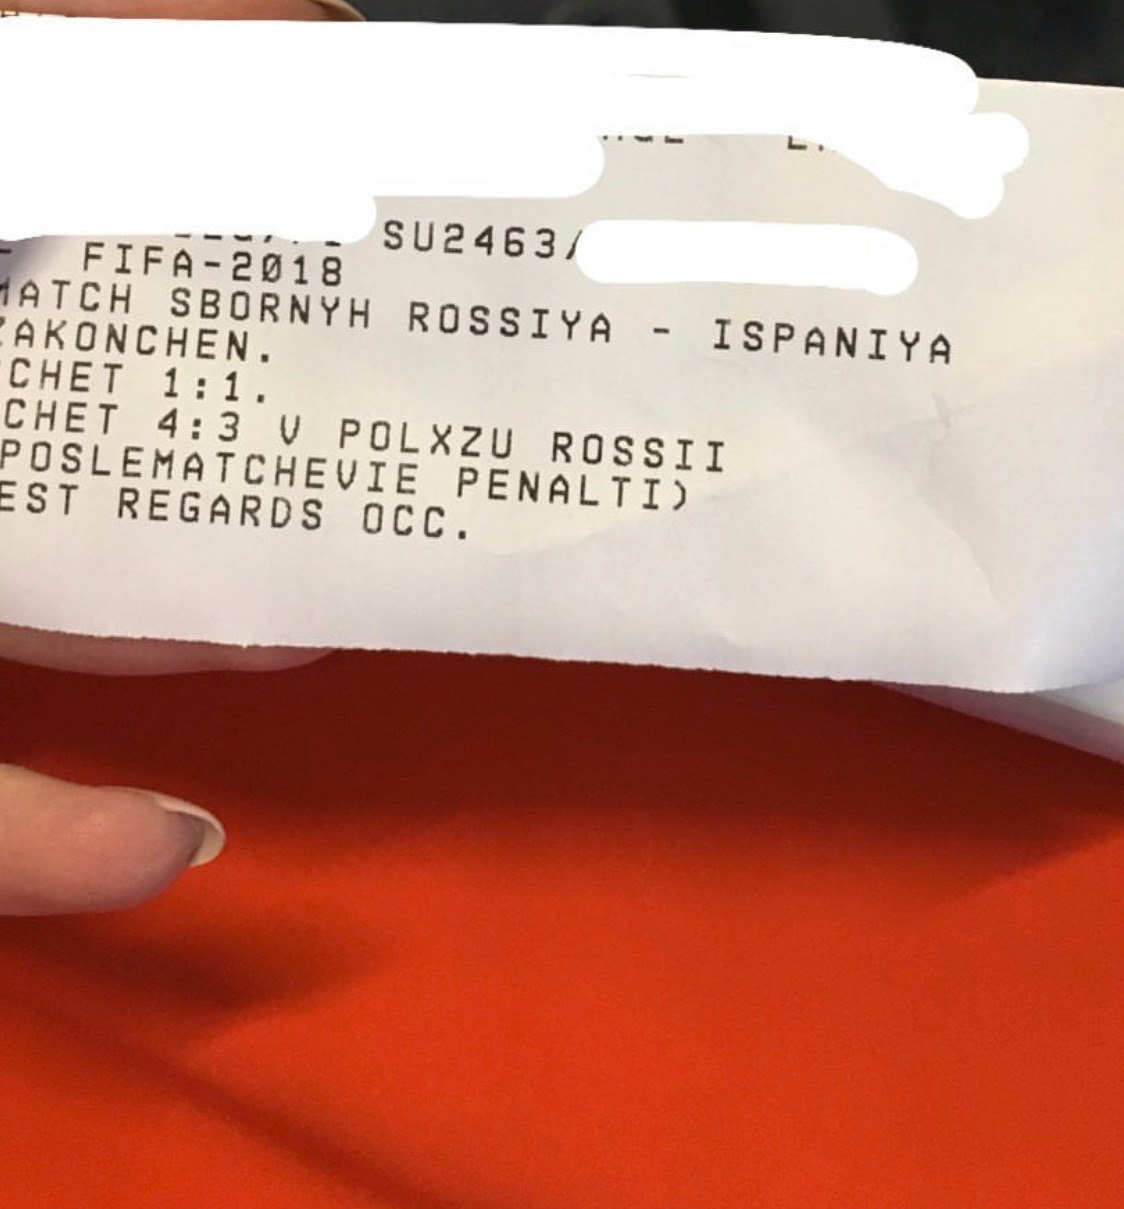 SU2463/
FIFA-2018
MATCH SBORNYH ROSSIYA - ISPANIYA
ZAKONCHEN.
CHET 1:1.
CHET 4:3 V POLXZU ROSSII
POSLEMATCHEVIE PENALTI)
EST REGARDS OCC.